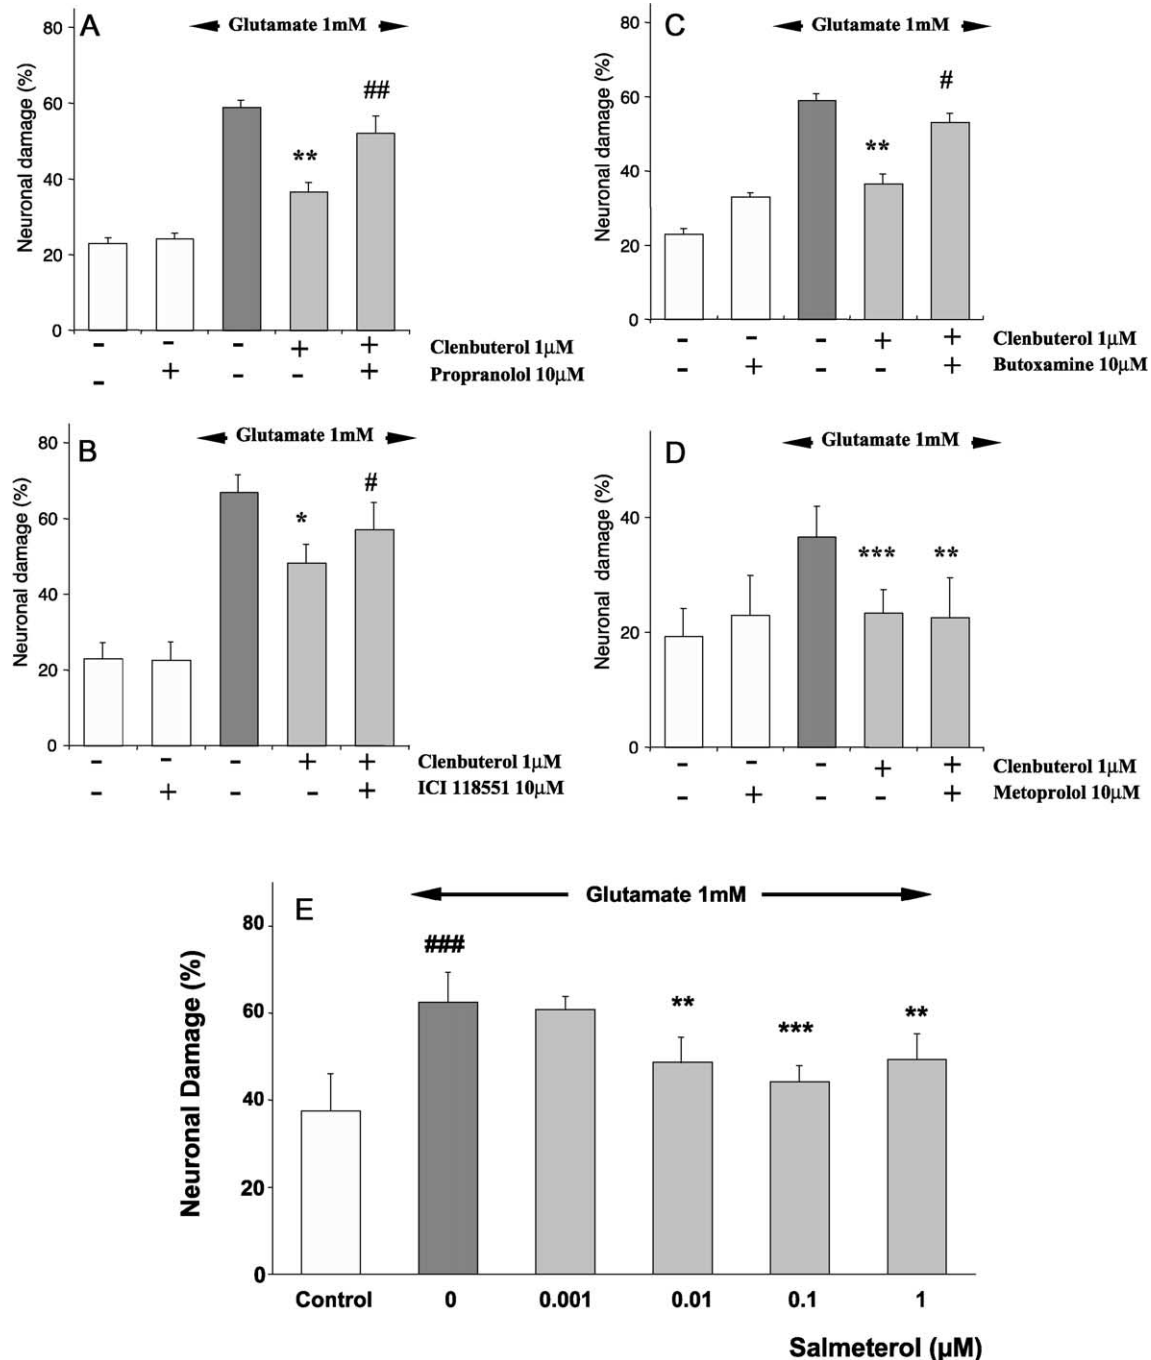 A
Glutamate 1mM
Neuronal damage (%)
80
60
40
20
0
**
##
- - - + + Clenbuterol 1µM
- + - - + Propranolol 10µM
C
Glutamate 1mM
Neuronal damage (%)
80
60
40
20
0
**
#
- - - + + Clenbuterol 1µM
- + - - + Butoxamine 10µM
B
Glutamate 1mM
Neuronal damage (%)
80
60
40
20
0
*
#
- - - + + Clenbuterol 1µM
- + - - + ICI 118551 10µM
D
Glutamate 1mM
Neuronal damage (%)
40
20
0
***
**
- - - + + Clenbuterol 1µM
- + - - + Metoprolol 10µM
E
Glutamate 1mM
Neuronal Damage (%)
80
60
40
20
0
###
**
***
**
Control 0 0.001 0.01 0.1 1
Salmeterol (µM)